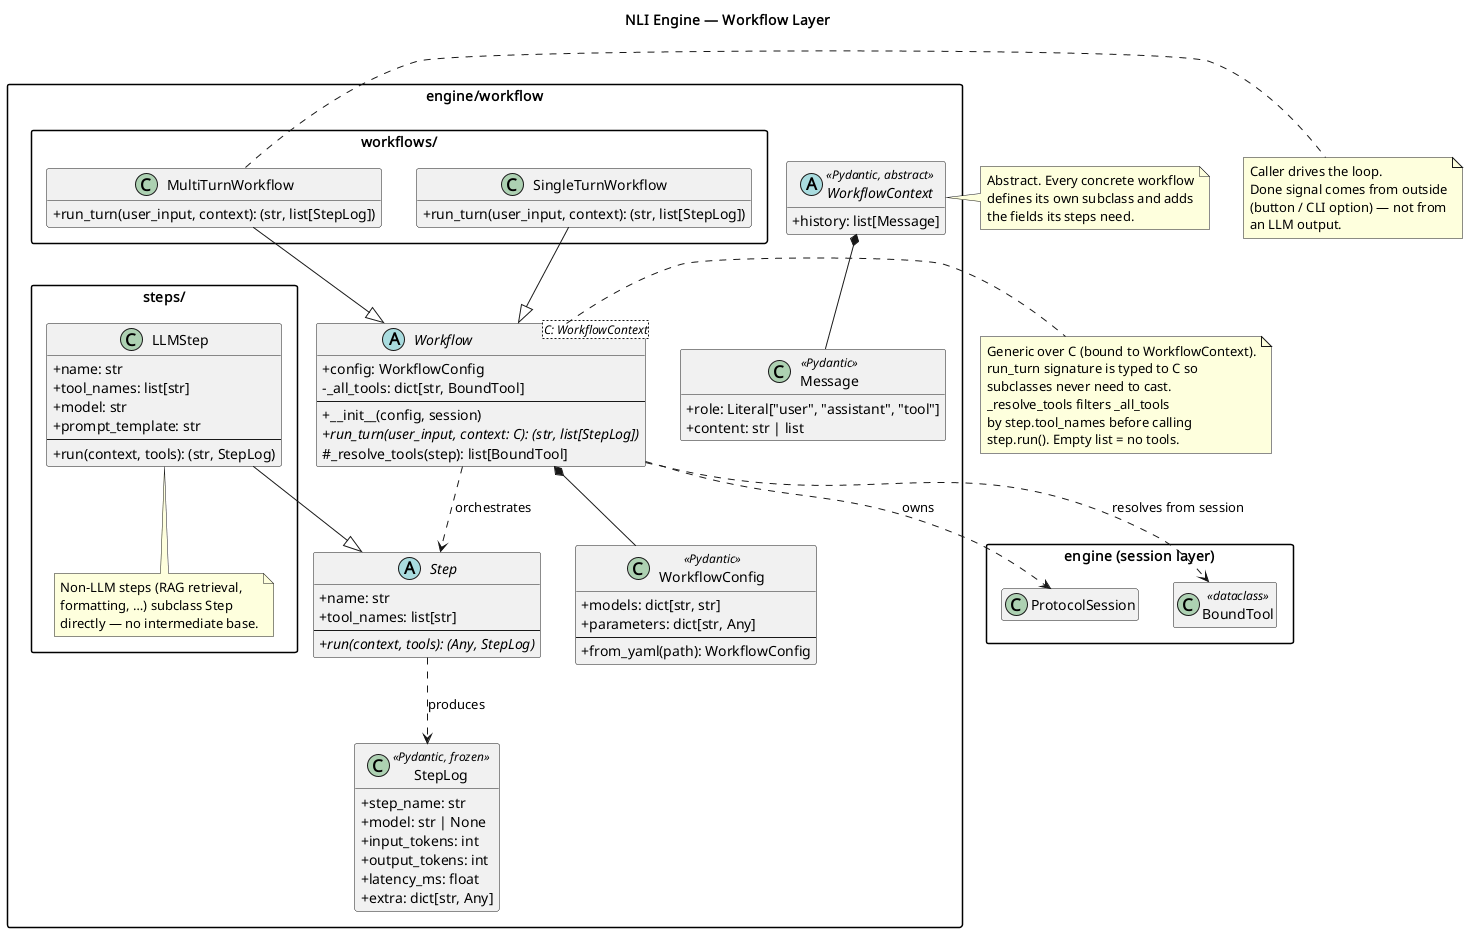 NLI Engine — Workflow Layer
engine/workflow
workflows/
MultiTurnWorkflow
+run_turn(user_input, context): (str, list[StepLog])
SingleTurnWorkflow
+run_turn(user_input, context): (str, list[StepLog])
«Pydantic, abstract»
WorkflowContext
+history: list[Message]
Abstract. Every concrete workflow
defines its own subclass and adds
the fields its steps need.
Caller drives the loop.
Done signal comes from outside
(button / CLI option) — not from
an LLM output.
steps/
LLMStep
+name: str
+tool_names: list[str]
+model: str
+prompt_template: str
+run(context, tools): (str, StepLog)
Non-LLM steps (RAG retrieval,
formatting, …) subclass Step
directly — no intermediate base.
C: WorkflowContext
Workflow
+config: WorkflowConfig
-_all_tools: dict[str, BoundTool]
+__init__(config, session)
+run_turn(user_input, context: C): (str, list[StepLog])
#_resolve_tools(step): list[BoundTool]
«Pydantic»
Message
+role: Literal["user", "assistant", "tool"]
+content: str | list
Generic over C (bound to WorkflowContext).
run_turn signature is typed to C so
subclasses never need to cast.
_resolve_tools filters _all_tools
by step.tool_names before calling
step.run(). Empty list = no tools.
orchestrates
owns
resolves from session
Step
+name: str
+tool_names: list[str]
+run(context, tools): (Any, StepLog)
«Pydantic»
WorkflowConfig
+models: dict[str, str]
+parameters: dict[str, Any]
+from_yaml(path): WorkflowConfig
engine (session layer)
ProtocolSession
«dataclass»
BoundTool
produces
«Pydantic, frozen»
StepLog
+step_name: str
+model: str | None
+input_tokens: int
+output_tokens: int
+latency_ms: float
+extra: dict[str, Any]